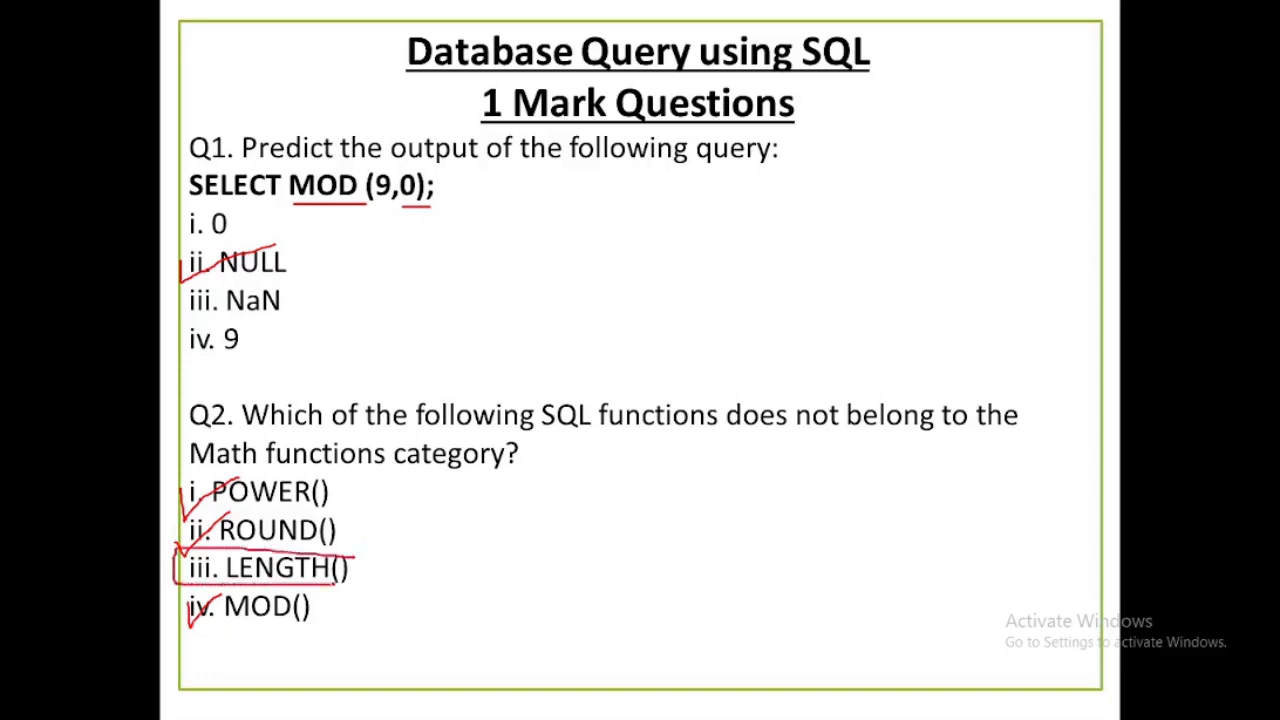 Database Query using SQL
1 Mark Questions
Q1. Predict the output of the following query:
SELECT MOD (9,0);
i. 0
ii. NULL
iii. NaN
iv. 9
Q2. Which of the following SQL functions does not belong to the
Math functions category?
i. POWER()
ii. ROUND()
iii. LENGTH()
iv. MOD()
Activate Windows
Go to Settings to activate Windows.